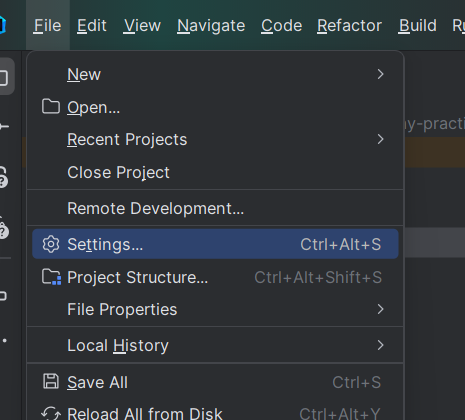 File Edit View Navigate Code Refactor Build
New
Open...
Recent Projects
Close Project
Remote Development...
Settings... Ctrl+Alt+S
Project Structure... Ctrl+Alt+Shift+S
File Properties
Local History
Save All Ctrl+S
Reload All from Disk Ctrl+Alt+Y